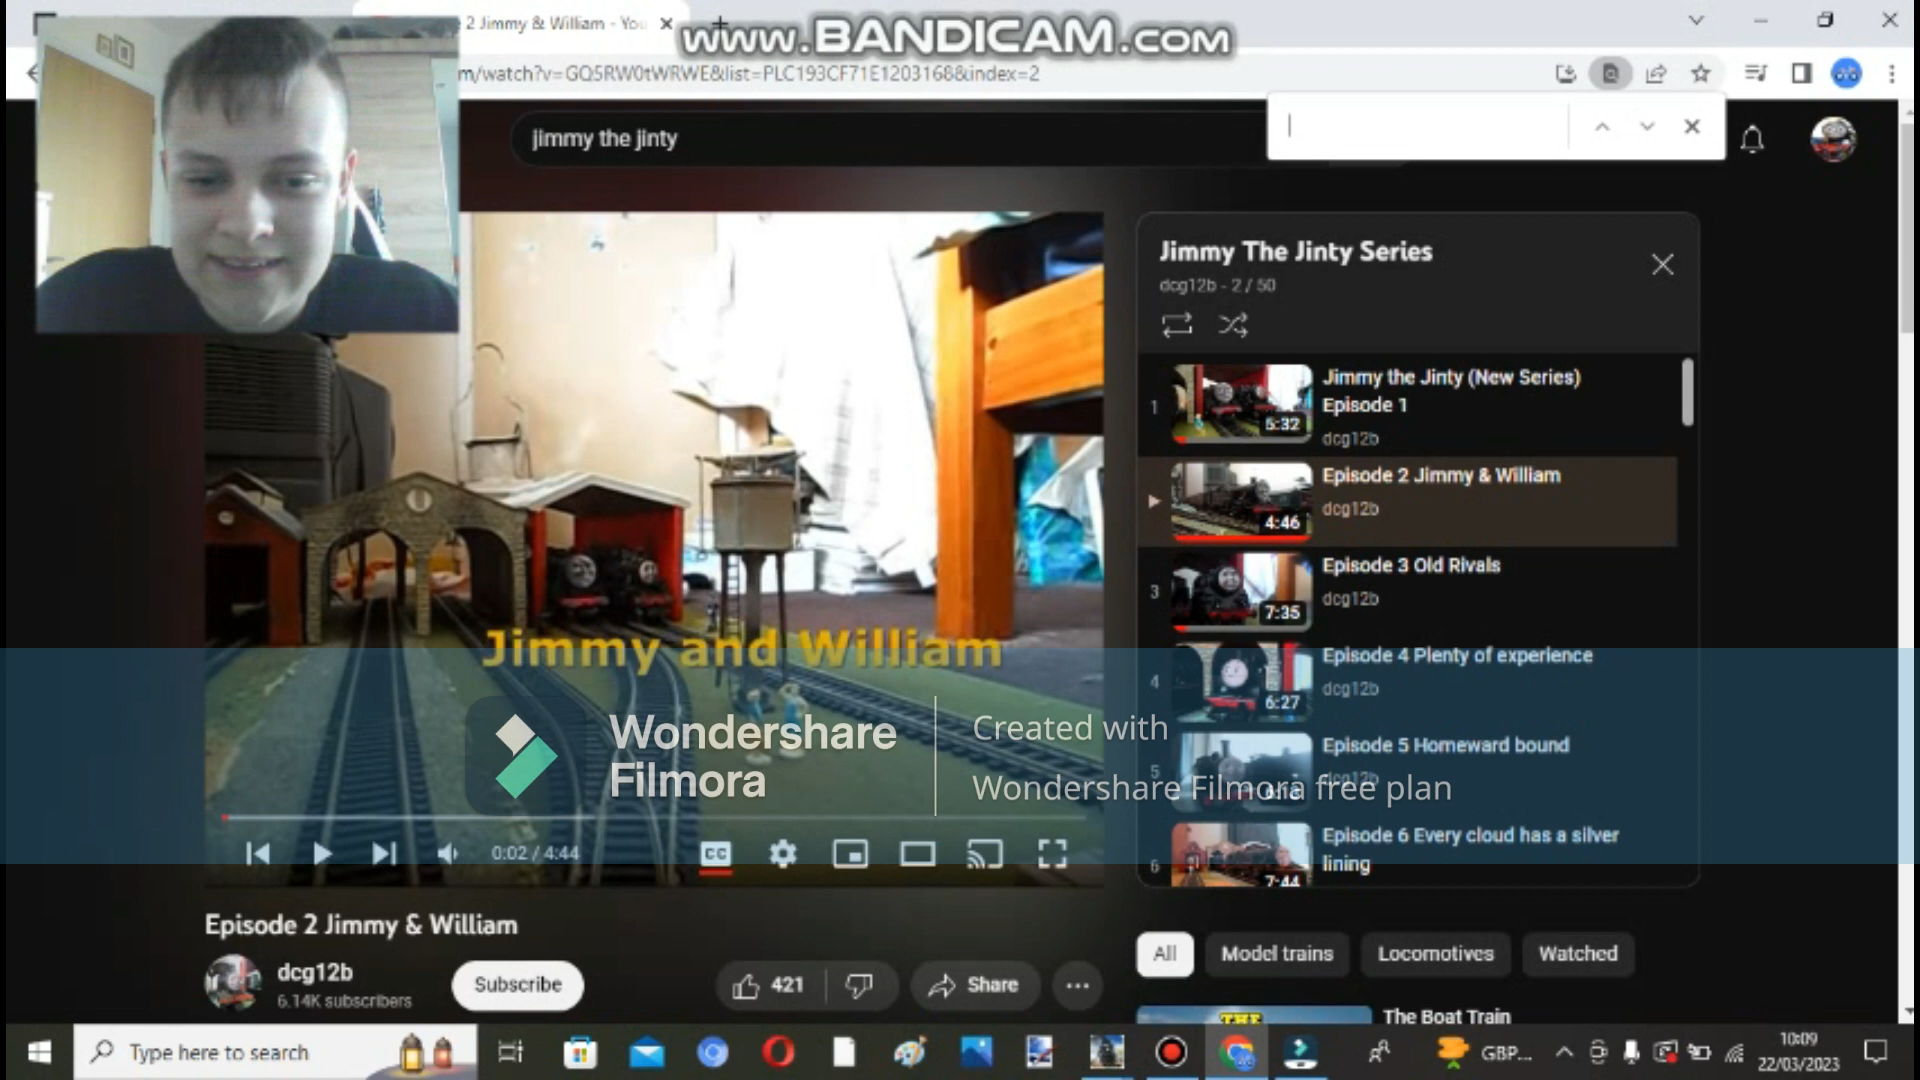 2 Jimmy & William - You
www.BANDICAM.com
m/watch?v=GQ5RW0tWRWE&list=PLC193CF71E1203168&index=2
jimmy the jinty
Jimmy and William
Jimmy The Jinty Series
dcg12b - 2 / 50
1
5:32
Jimmy the Jinty (New Series)
Episode 1
dcg12b
4:46
Episode 2 Jimmy & William
dcg12b
3
7:35
Episode 3 Old Rivals
dcg12b
4
6:27
Episode 4 Plenty of experience
dcg12b
5
Episode 5 Homeward bound
dcg12b
6
7:44
Episode 6 Every cloud has a silver
lining
Wondershare
Filmora
Created with
Wondershare Filmora free plan
0:02 / 4:44
CC
Episode 2 Jimmy & William
dcg12b
6.14K subscribers
Subscribe
421
Share
All
Model trains
Locomotives
Watched
THE
The Boat Train
Type here to search
GBP...
10:09
22/03/2023